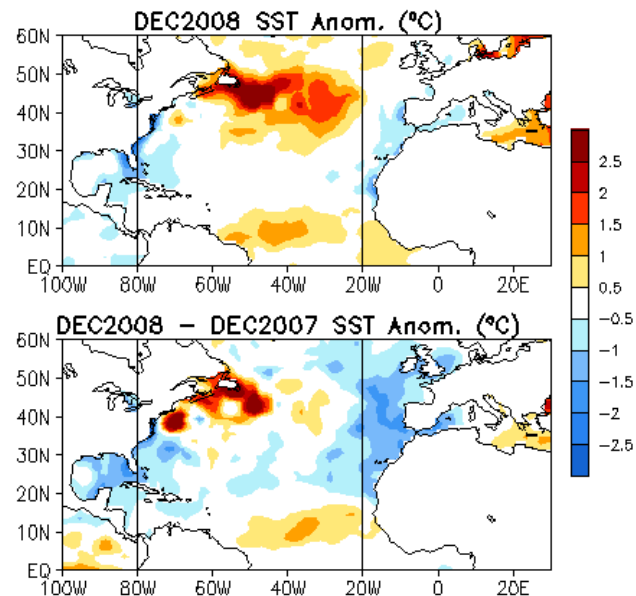 DEC2008 SST Anom. (ºC)
60N
50N
40N
30N
20N
10N
EQ
100W 80W 60W 40W 20W 0 20E
DEC2008 – DEC2007 SST Anom. (ºC)
60N
50N
40N
30N
20N
10N
EQ
100W 80W 60W 40W 20W 0 20E
2.5
2
1.5
1
0.5
−0.5
−1
−1.5
−2
−2.5